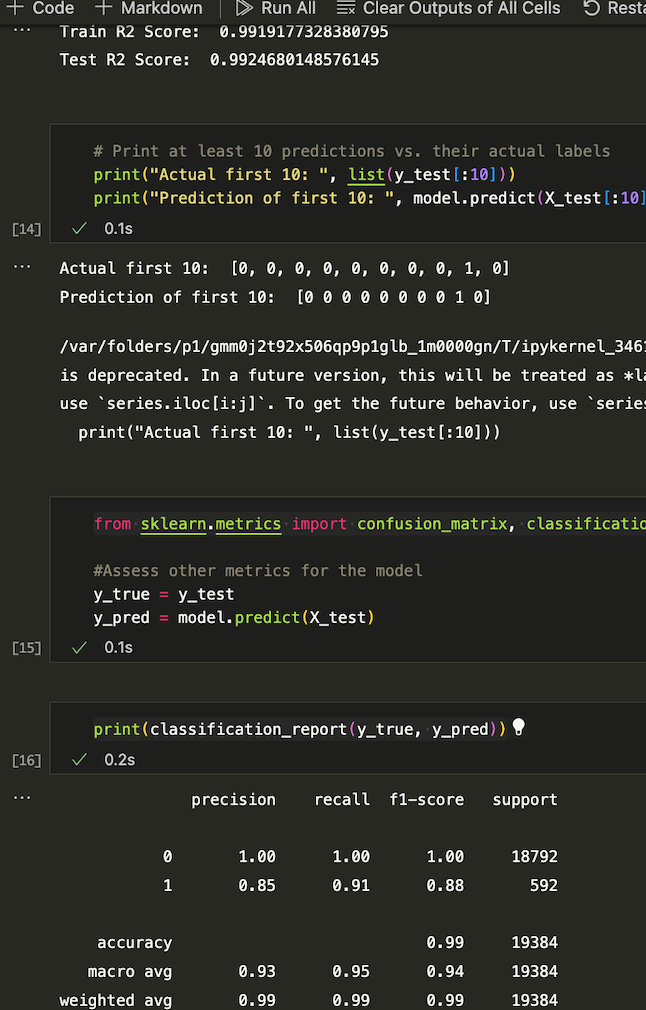 Code Markdown Run All Clear Outputs of All Cells
Train R2 Score: 0.9919177328380795
Test R2 Score: 0.9924680148576145
# Print at least 10 predictions vs. their actual labels
print("Actual first 10: ", list(y_test[:10]))
print("Prediction of first 10: ", model.predict(X_test[:10]
[14] 0.1s
Actual first 10: [0, 0, 0, 0, 0, 0, 0, 0, 1, 0]
Prediction of first 10: [0 0 0 0 0 0 0 0 1 0]
/var/folders/p1/gmm0j2t92x506qp9p1glb_1m0000gn/T/ipykernel_3461
is deprecated. In a future version, this will be treated as *la
use `series.iloc[i:j]`. To get the future behavior, use `series
print("Actual first 10: ", list(y_test[:10]))
from sklearn.metrics import confusion_matrix, classificatio
#Assess other metrics for the model
y_true = y_test
y_pred = model.predict(X_test)
[15] 0.1s
print(classification_report(y_true, y_pred))
[16] 0.2s
precision recall f1-score support
0 1.00 1.00 1.00 18792
1 0.85 0.91 0.88 592
accuracy 0.99 19384
macro avg 0.93 0.95 0.94 19384
weighted avg 0.99 0.99 0.99 19384